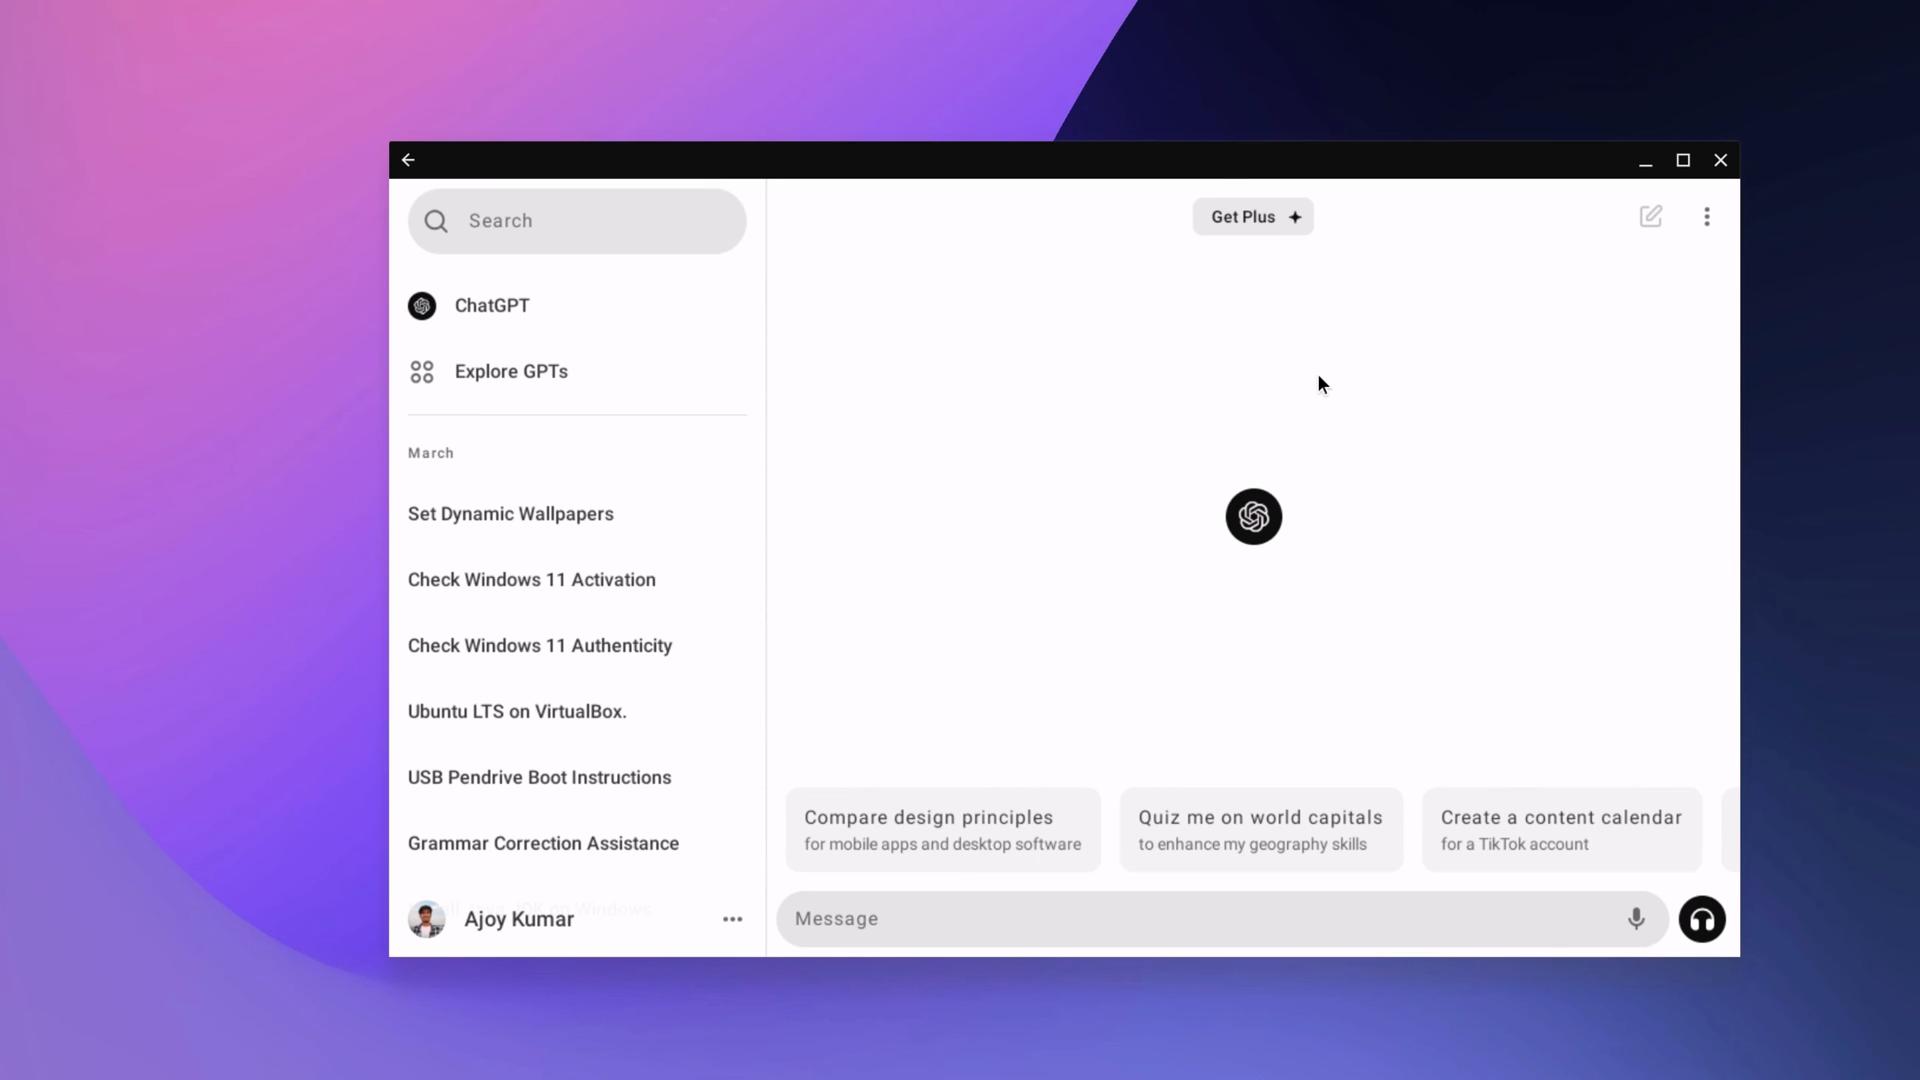 Search
Get Plus
ChatGPT
Explore GPTs
March
Set Dynamic Wallpapers
Check Windows 11 Activation
Check Windows 11 Authenticity
Ubuntu LTS on VirtualBox.
USB Pendrive Boot Instructions
Grammar Correction Assistance
Ajoy Kumar
Compare design principles
for mobile apps and desktop software
Quiz me on world capitals
to enhance my geography skills
Create a content calendar
for a TikTok account
Message